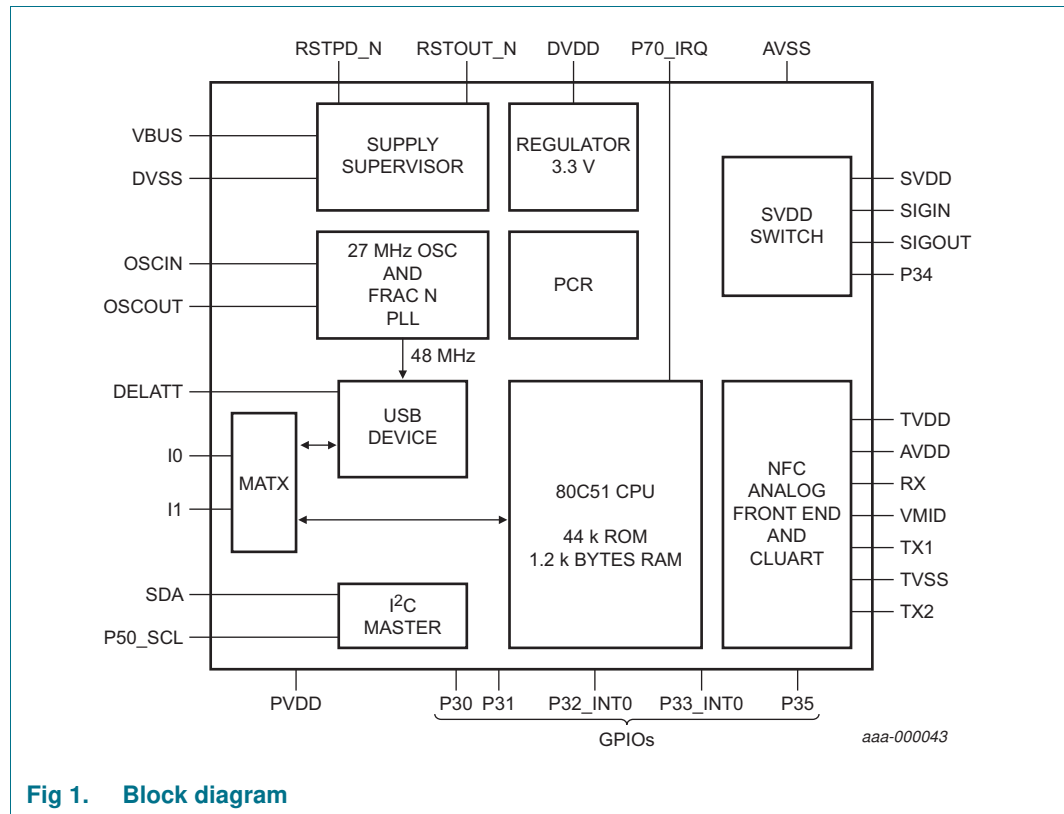 RSTPD_N RSTOUT_N DVDD P70_IRQ AVSS
VBUS
DVSS
SUPPLY
SUPERVISOR
REGULATOR
3.3 V
SVDD
SWITCH
SVDD
SIGIN
SIGOUT
P34
OSCIN
OSCOUT
27 MHz OSC
AND
FRAC N
PLL
PCR
48 MHz
DELATT
USB
DEVICE
I0
I1
MATX
80C51 CPU
44 k ROM
1.2 k BYTES RAM
NFC
ANALOG
FRONT END
AND
CLUART
TVDD
AVDD
RX
VMID
TX1
TVSS
TX2
SDA
P50_SCL
I2C
MASTER
PVDD P30 P31 P32_INT0 P33_INT0 P35
GPIOs
aaa-000043
Fig 1. Block diagram